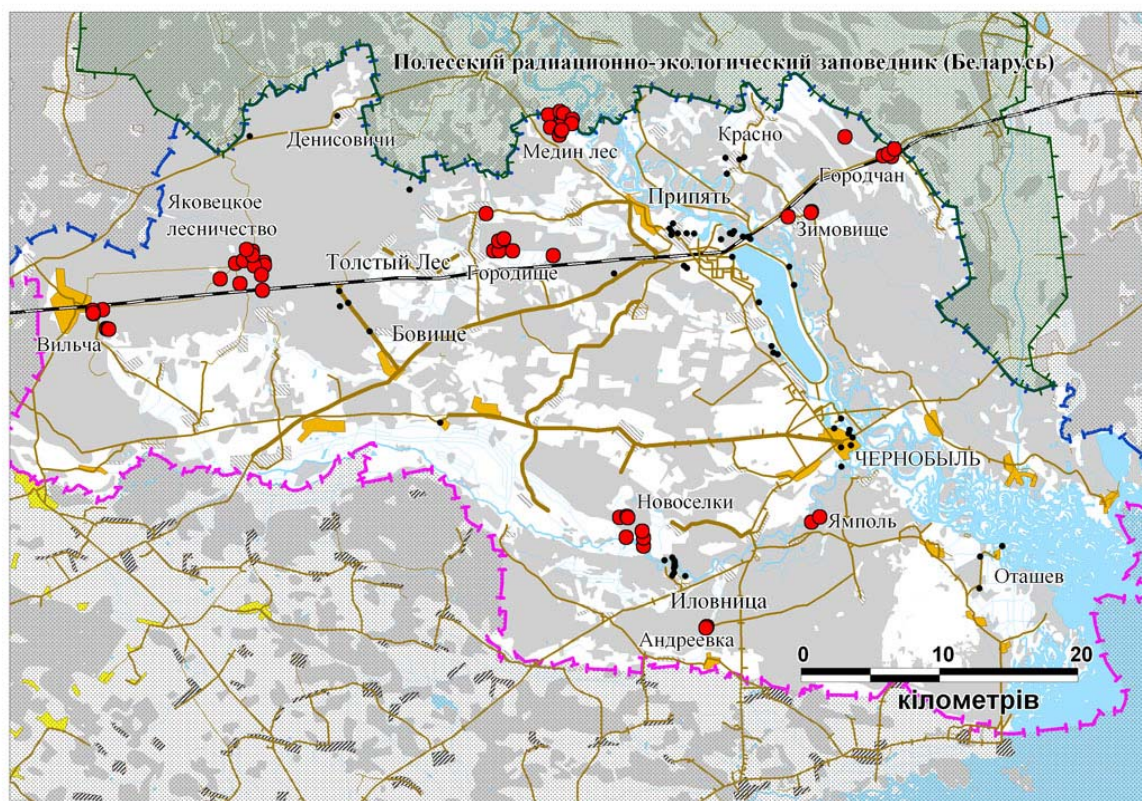 Полесский радиационно-экологический заповедник (Беларусь)
Денисовичи
Медин лес
Красно
Городчан
Яковецкое
лесничество
Припять
Зимовище
Толстый Лес
Городище
Вильча
Бовище
ЧЕРНОБЫЛЬ
Новоселки
Ямполь
Оташев
Иловница
Андреевка
0 10 20
кілометрів